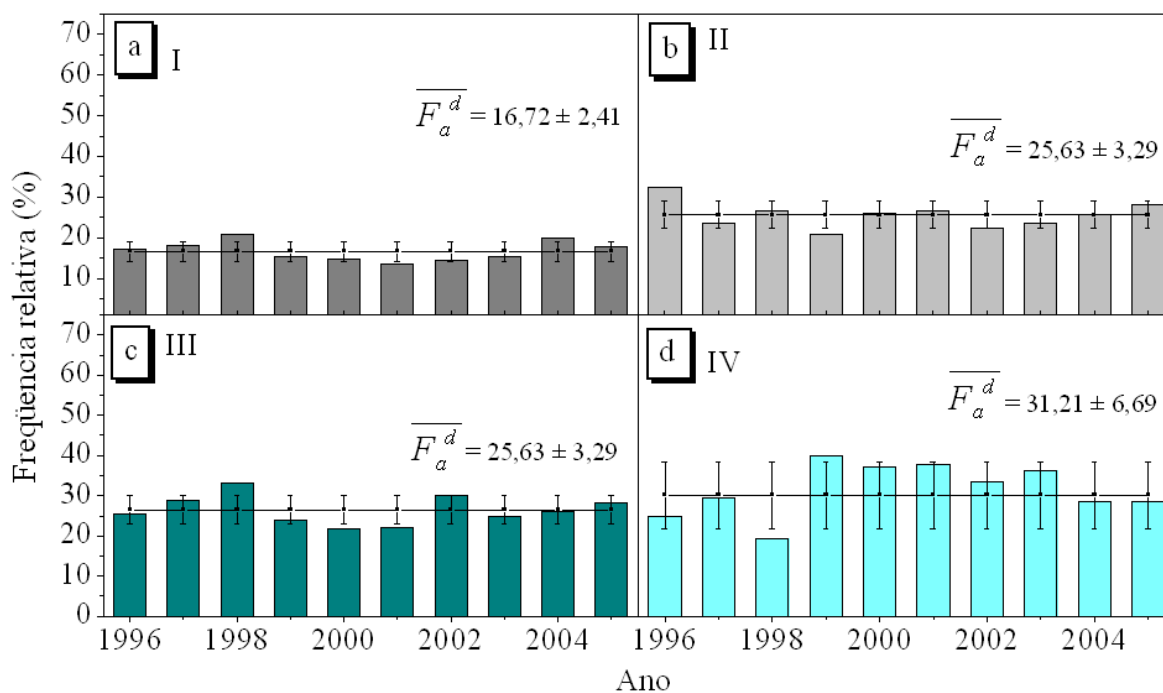 Freqüencia relativa (%)
70
60
50
40
30
20
10
a
I
F_a^d = 16,72 ± 2,41
b
II
F_a^d = 25,63 ± 3,29
70
60
50
40
30
20
10
0
c
III
F_a^d = 25,63 ± 3,29
d
IV
F_a^d = 31,21 ± 6,69
1996 1998 2000 2002 2004 1996 1998 2000 2002 2004
Ano